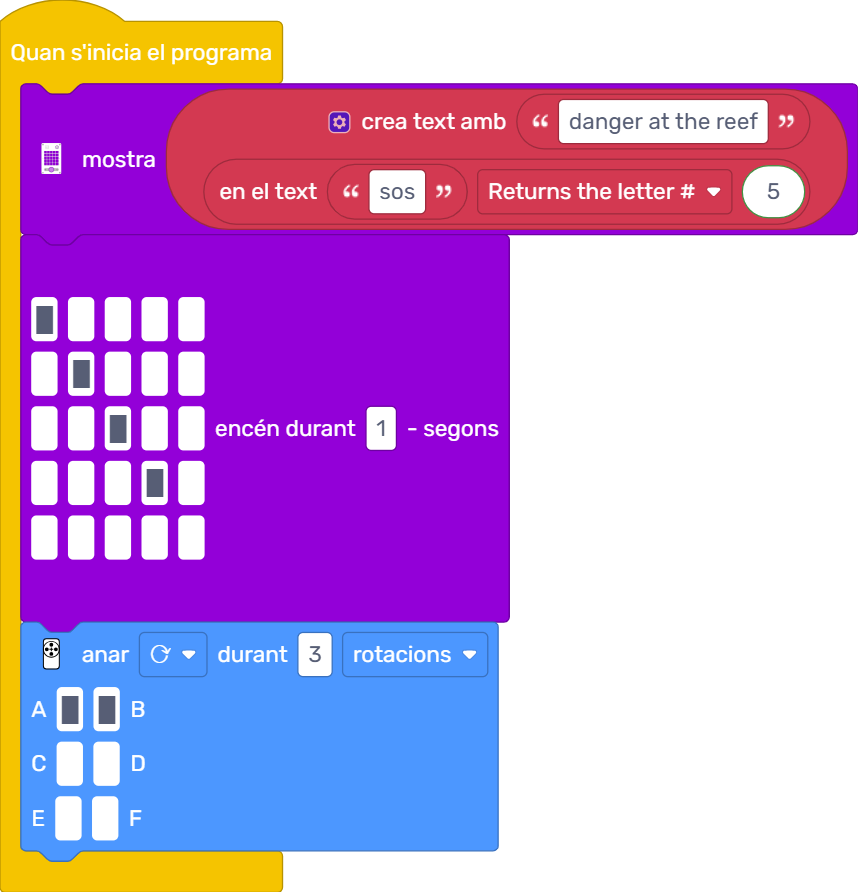 Quan s'inicia el programa
mostra crea text amb “ danger at the reef ”
en el text “ sos ” Returns the letter # 5
encén durant 1 - segons
anar durant 3 rotacions
A B
C D
E F